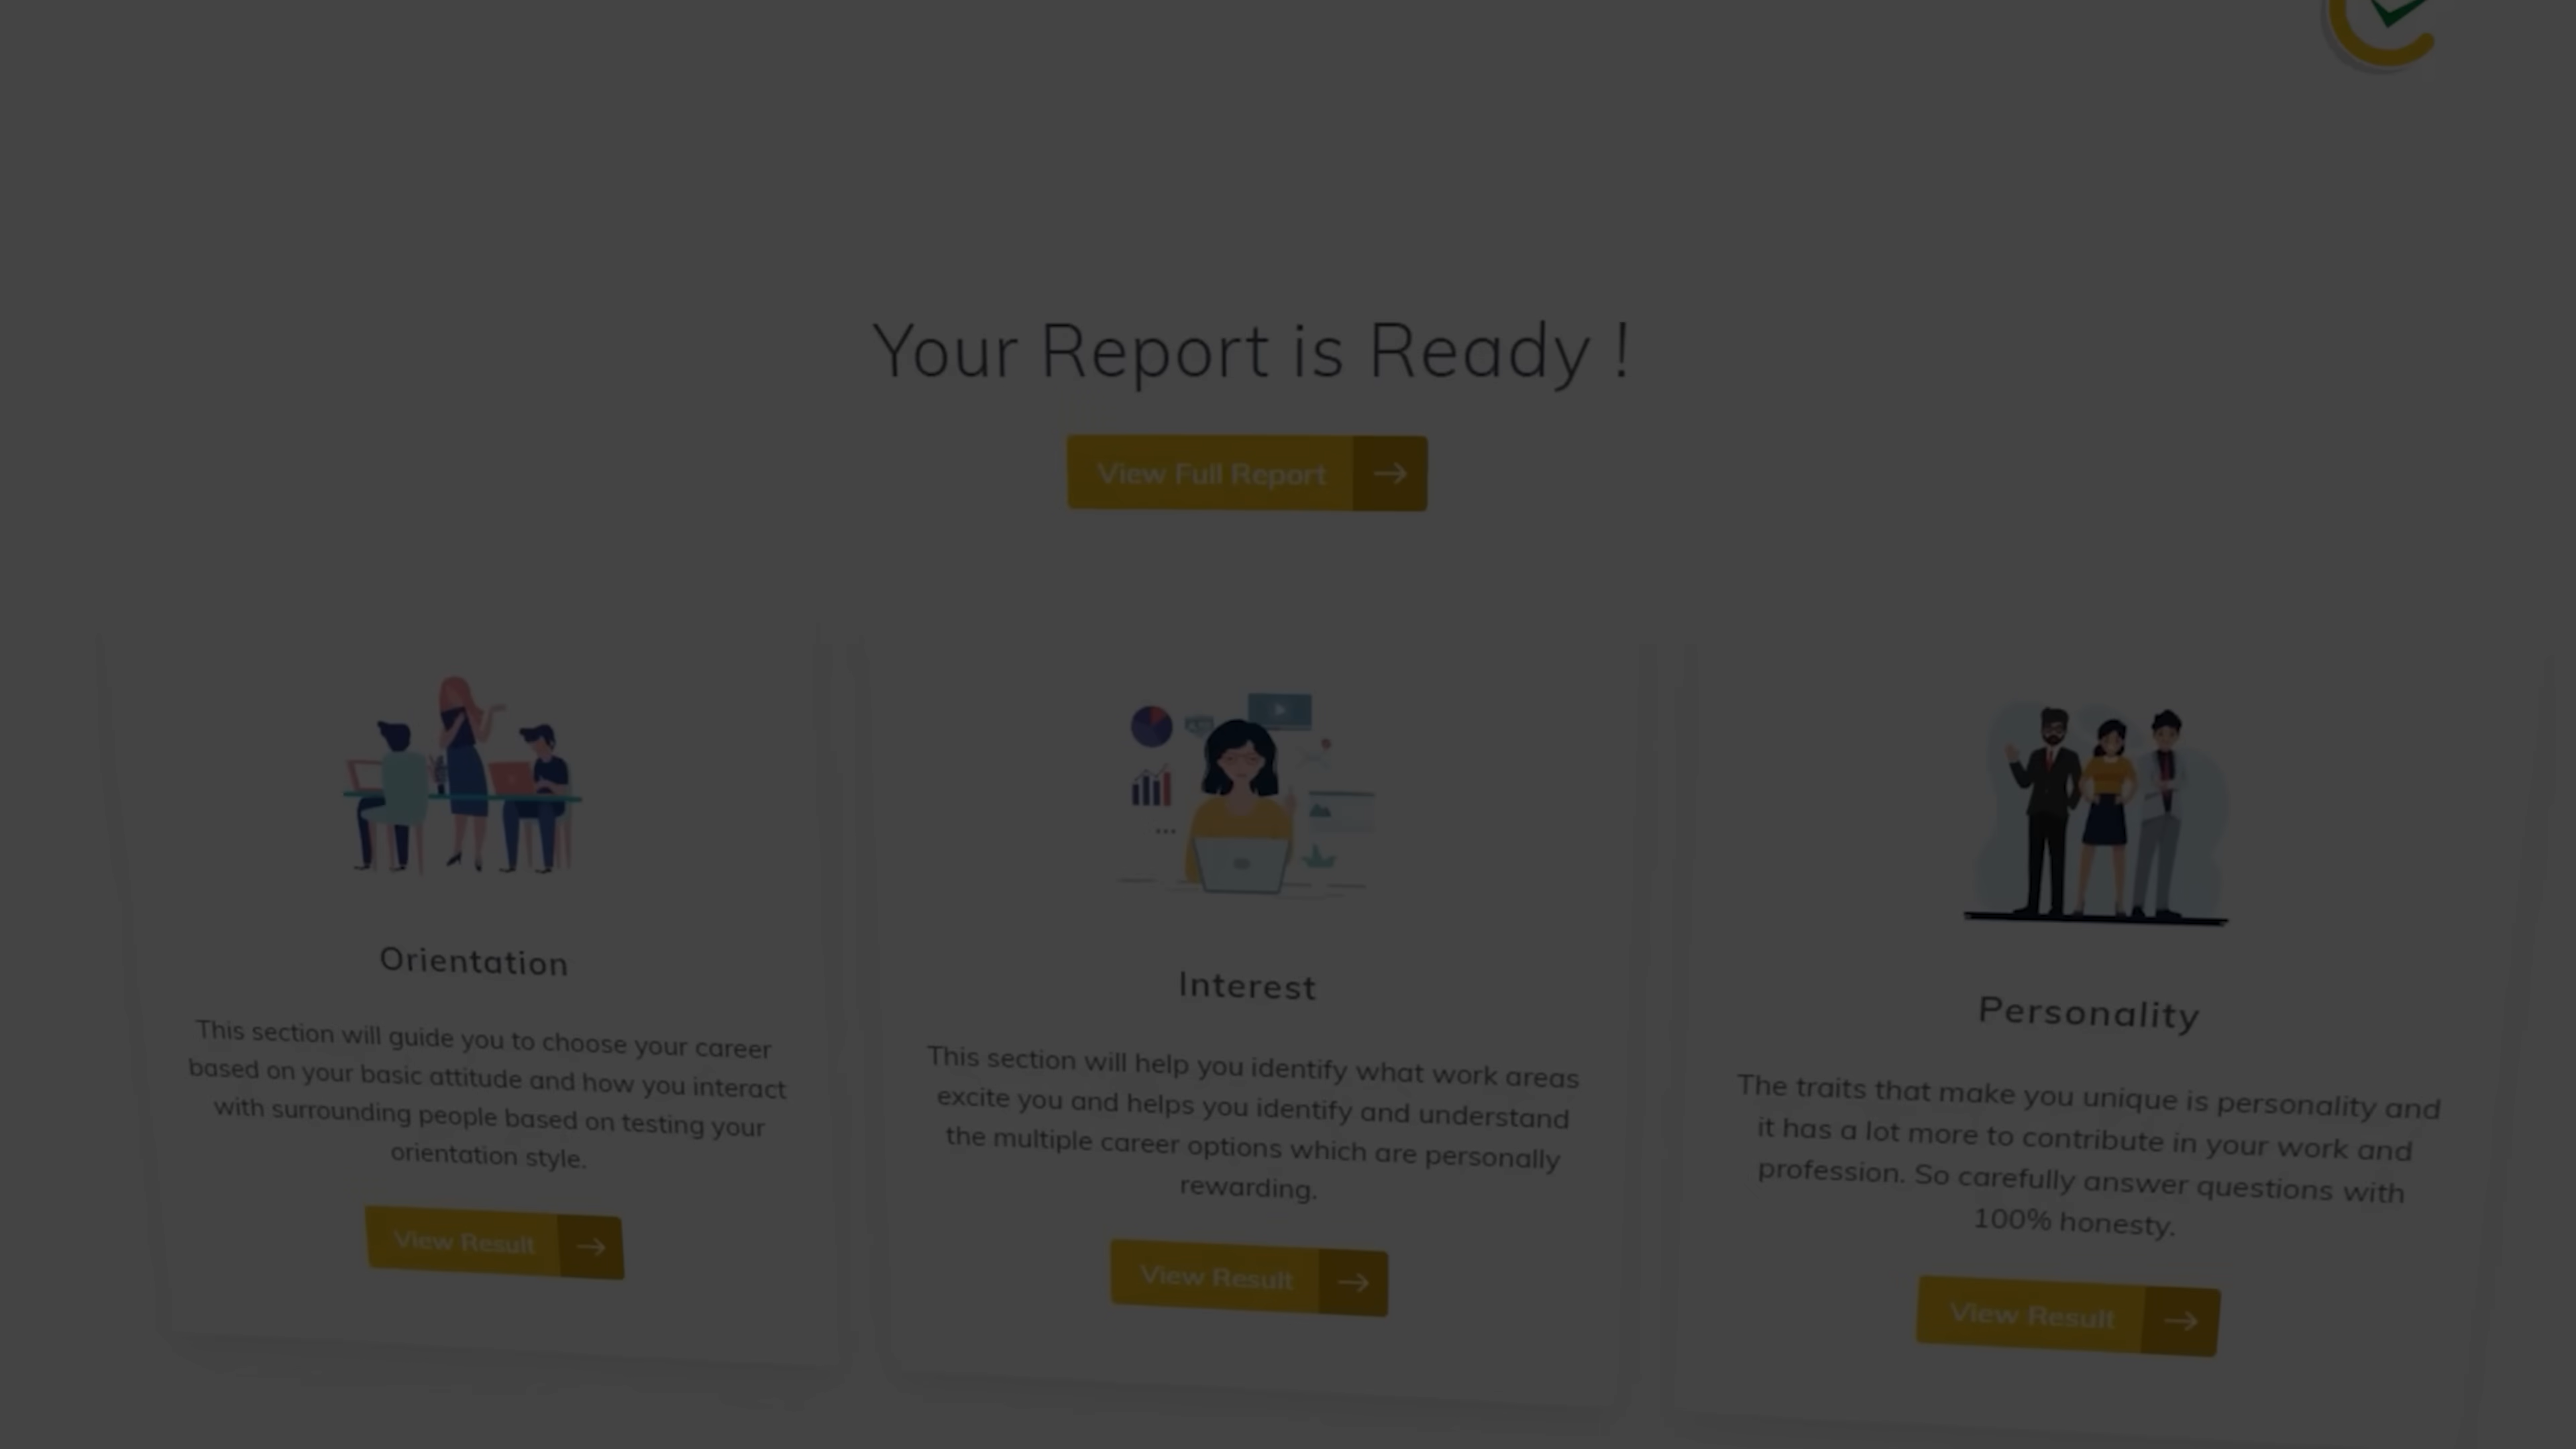 Your Report is Ready !
View Full Report
Orientation
This section will guide you to choose your career
based on your basic attitude and how you interact
with surrounding people based on testing your
orientation style.
View Result
Interest
This section will help you identify what work areas
excite you and helps you identify and understand
the multiple career options which are personally
rewarding.
View Result
Personality
The traits that make you unique is personality and
it has a lot more to contribute in your work and
profession. So carefully answer questions with
100% honesty.
View Result